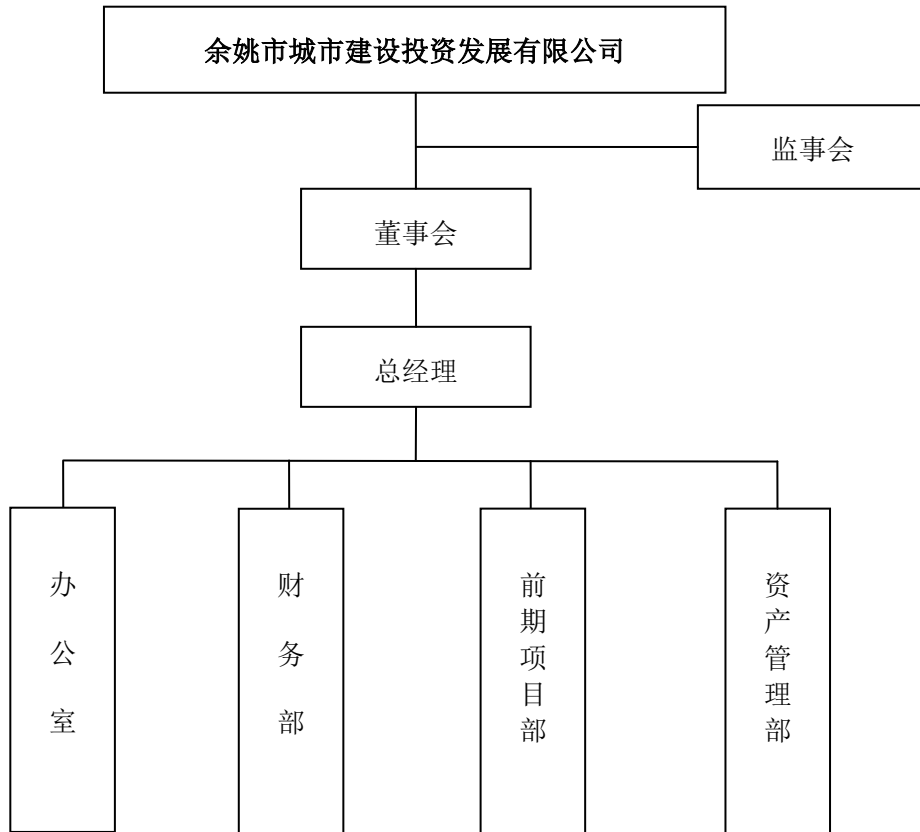 余姚市城市建设投资发展有限公司
监事会
董事会
总经理
办公室
财务部
前期项目部
资产管理部